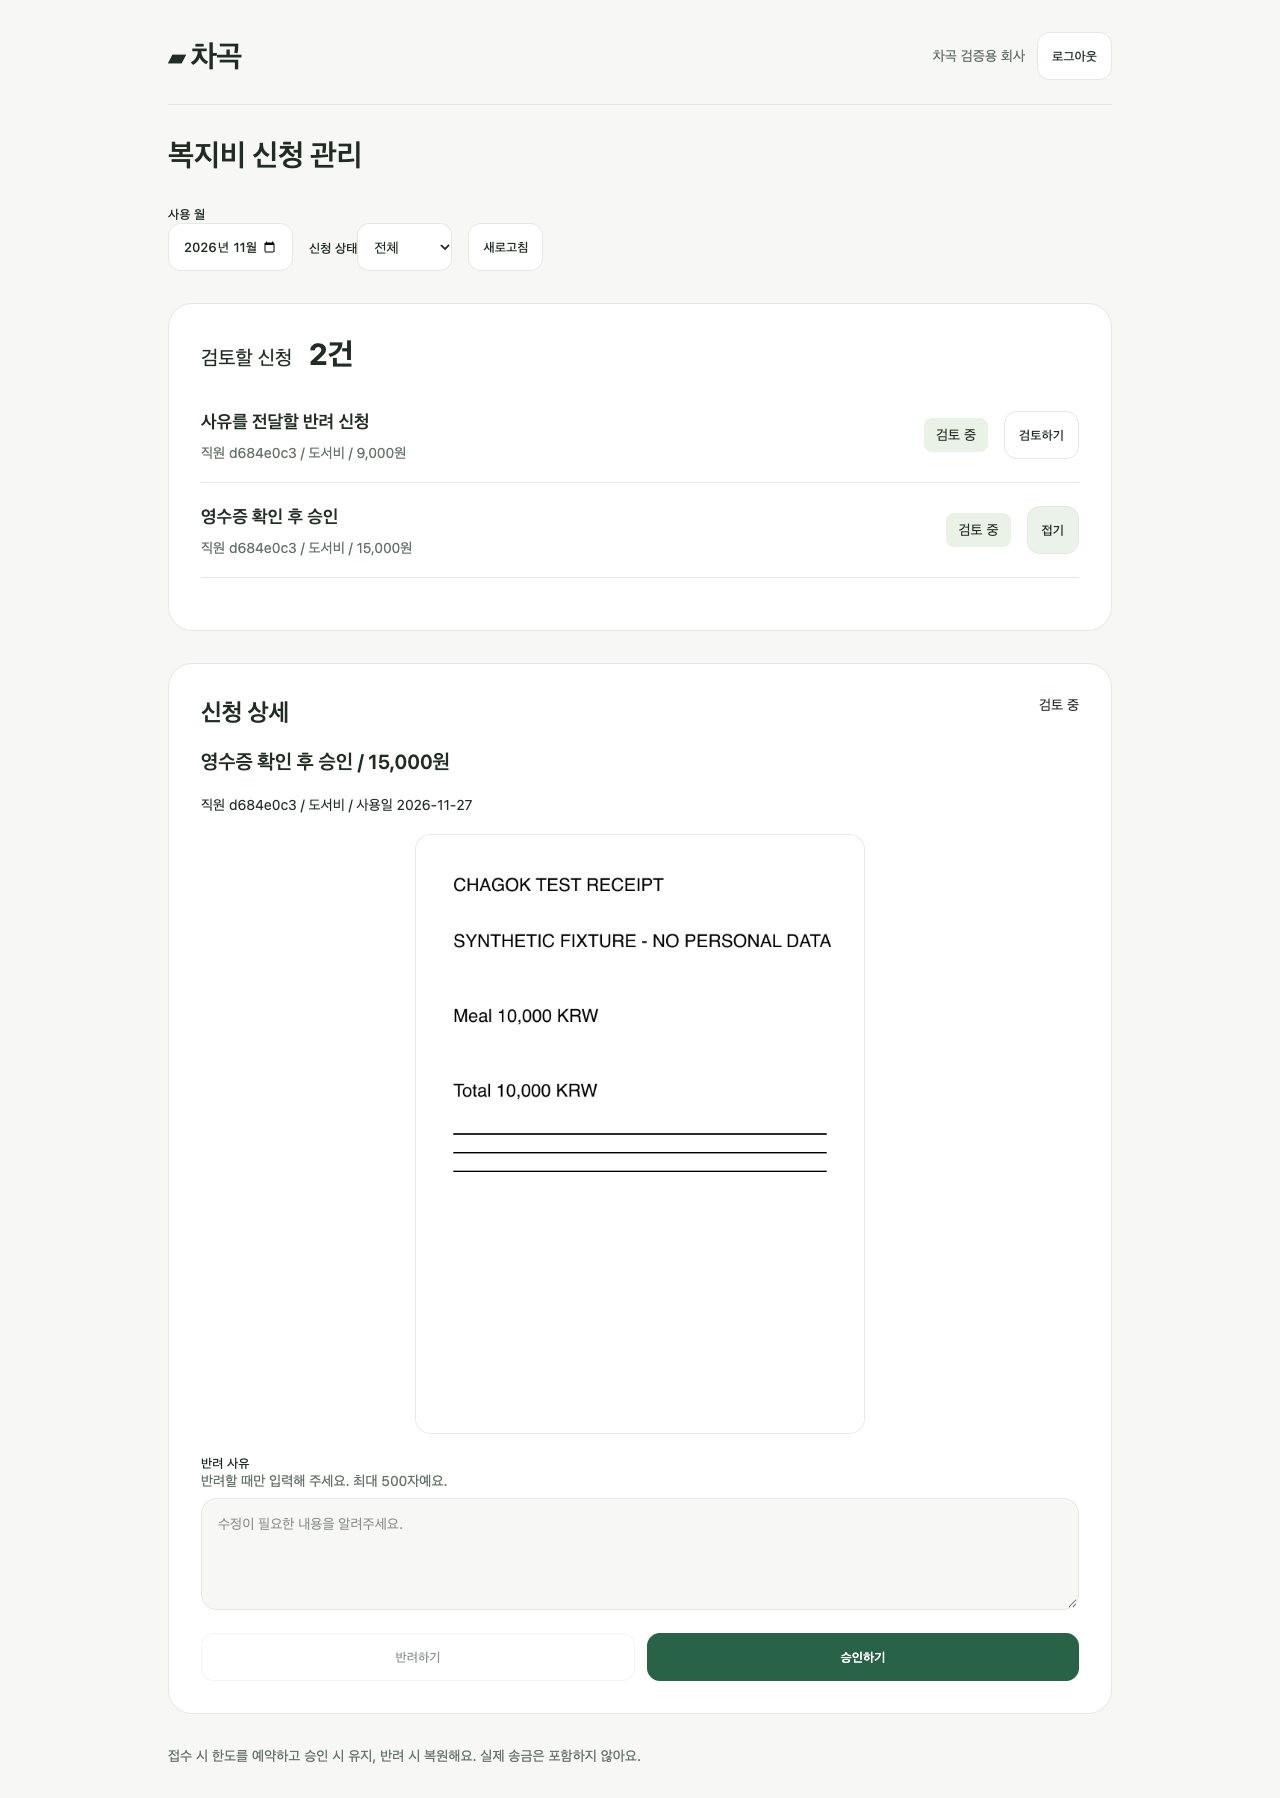 차곡
차곡 검증용 회사
로그아웃
복지비 신청 관리
사용 월
2026년 11월
신청 상태
전체
새로고침
검토할 신청 2건
사유를 전달할 반려 신청
직원 d684e0c3 / 도서비 / 9,000원
검토 중
검토하기
영수증 확인 후 승인
직원 d684e0c3 / 도서비 / 15,000원
검토 중
접기
신청 상세
검토 중
영수증 확인 후 승인 / 15,000원
직원 d684e0c3 / 도서비 / 사용일 2026-11-27
CHAGOK TEST RECEIPT
SYNTHETIC FIXTURE - NO PERSONAL DATA
Meal 10,000 KRW
Total 10,000 KRW
반려 사유
반려할 때만 입력해 주세요. 최대 500자예요.
수정이 필요한 내용을 알려주세요.
반려하기
승인하기
접수 시 한도를 예약하고 승인 시 유지, 반려 시 복원해요. 실제 송금은 포함하지 않아요.